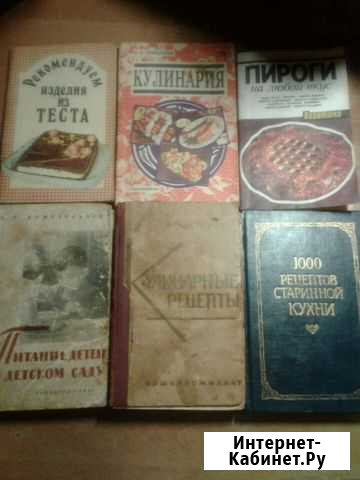 Рекомендуем
изделия
из
ТЕСТА
КУЛИНАРИЯ
ПИРОГИ
на любой вкус
ПИТАНИЕ ДЕТЕЙ
ДЕТСКОМ САДУ
КУЛИНАРНЫЕ
РЕЦЕПТЫ
1000
РЕЦЕПТОВ
СТАРИННОЙ
КУХНИ
Интернет-
Кабинет.Ру